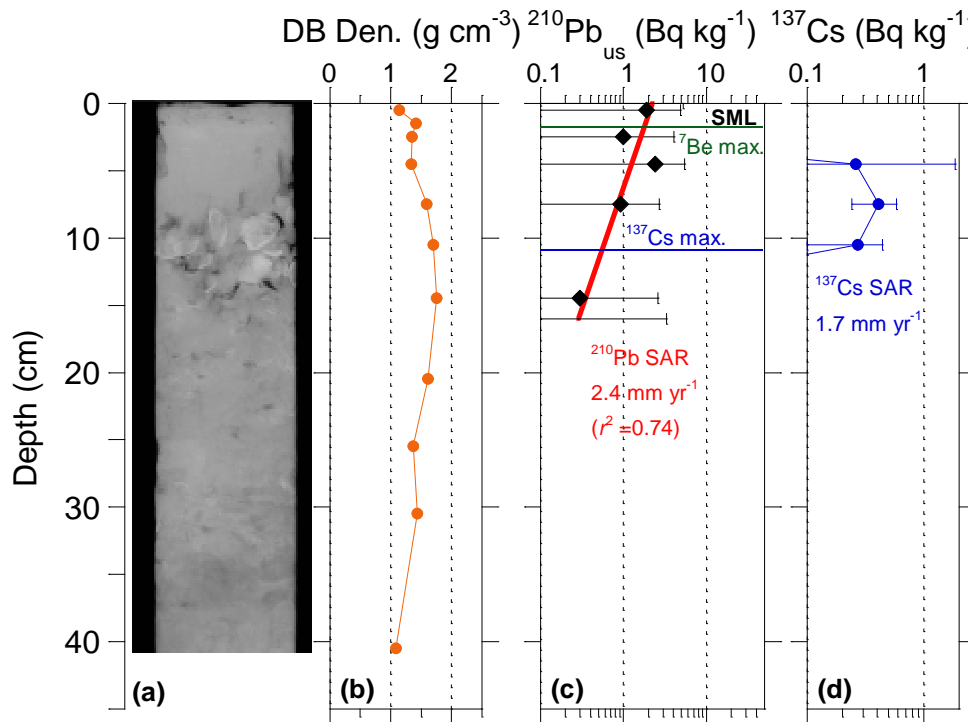 DB Den. (g cm⁻³)
²¹⁰Pb_us (Bq kg⁻¹)
¹³⁷Cs (Bq kg⁻¹
0 1 2
0.1 1 10
0.1 1
0
10
20
30
40
Depth (cm)
SML
⁷Be max.
¹³⁷Cs max.
²¹⁰Pb SAR
2.4 mm yr⁻¹
(r² =0.74)
¹³⁷Cs SAR
1.7 mm yr⁻¹
(a)
(b)
(c)
(d)